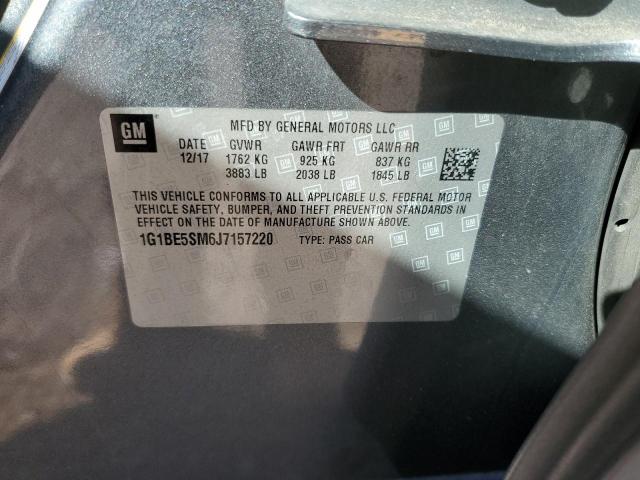 GM
MFD BY GENERAL MOTORS LLC
DATE GVWR GAWR FRT GAWR RR
12/17 1762 KG 925 KG 837 KG
3883 LB 2038 LB 1845 LB
THIS VEHICLE CONFORMS TO ALL APPLICABLE U.S. FEDERAL MOTOR
VEHICLE SAFETY, BUMPER, AND THEFT PREVENTION STANDARDS IN
EFFECT ON THE DATE OF MANUFACTURE SHOWN ABOVE.
1G1BE5SM6J7157220 TYPE: PASS CAR